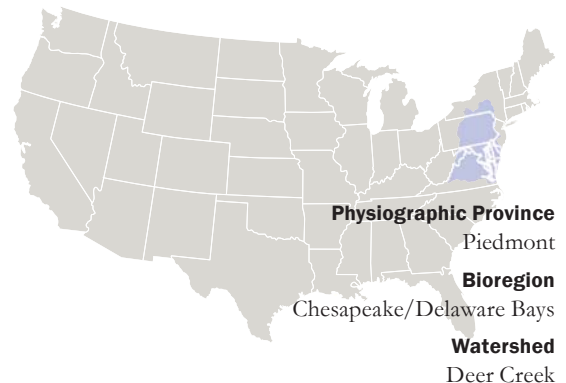 Physiographic Province
Piedmont
Bioregion
Chesapeake/Delaware Bays
Watershed
Deer Creek